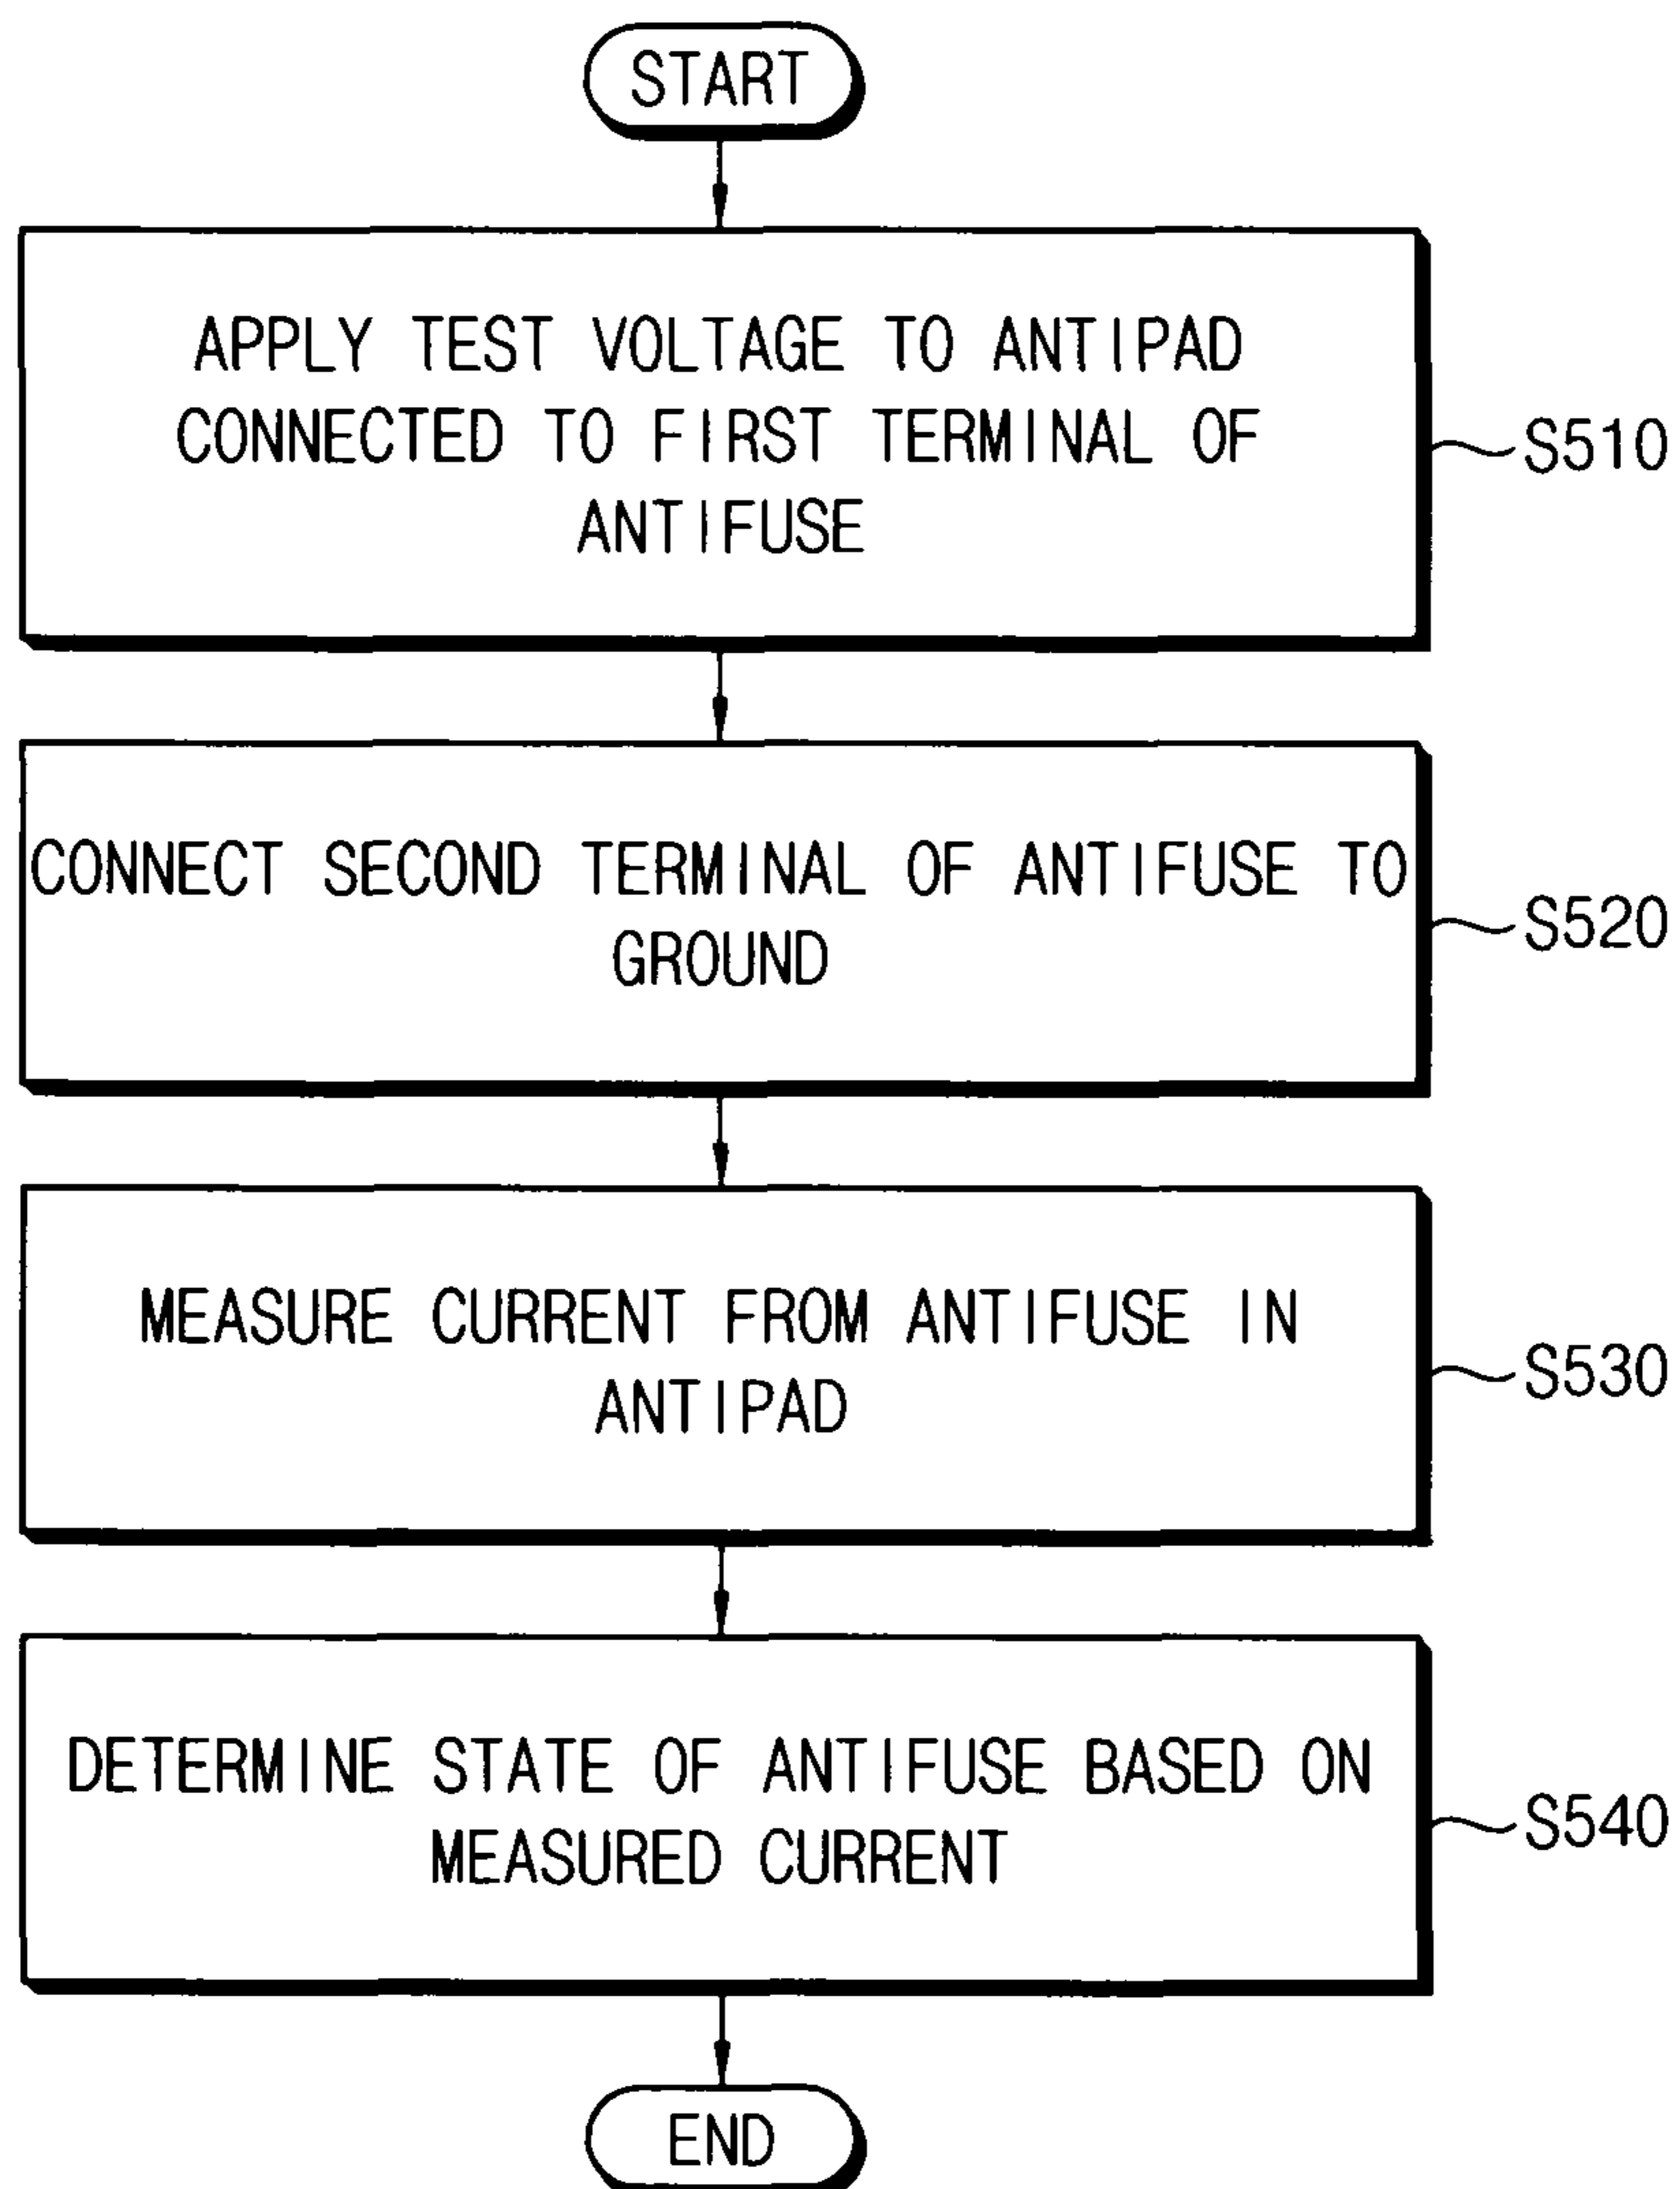 START
APPLY TEST VOLTAGE TO ANTIPAD
CONNECTED TO FIRST TERMINAL OF
ANTIFUSE
S510
CONNECT SECOND TERMINAL OF ANTIFUSE TO
GROUND
S520
MEASURE CURRENT FROM ANTIFUSE IN
ANTIPAD
S530
DETERMINE STATE OF ANTIFUSE BASED ON
MEASURED CURRENT
S540
END